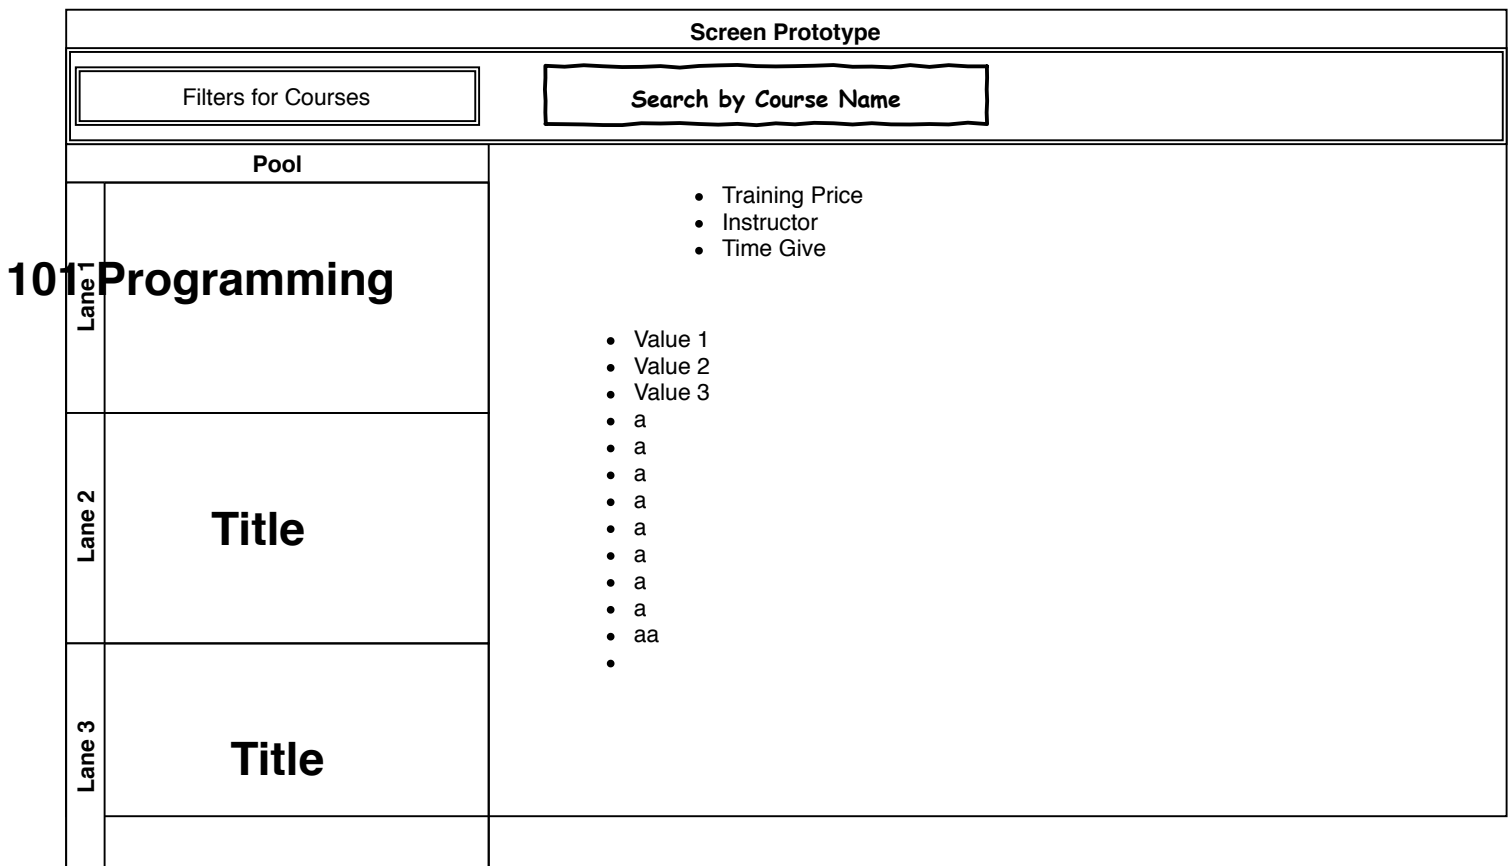 Screen Prototype
Filters for Courses
Search by Course Name
Pool
Lane 1
101 Programming
Lane 2
Title
Lane 3
Title
Training Price
Instructor
Time Give
Value 1
Value 2
Value 3
a
a
a
a
a
a
a
a
aa